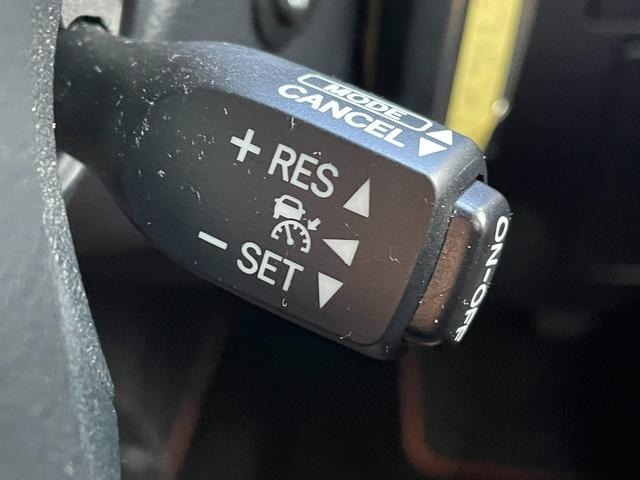 MODE
CANCEL
+ RES
- SET
ON-OFF